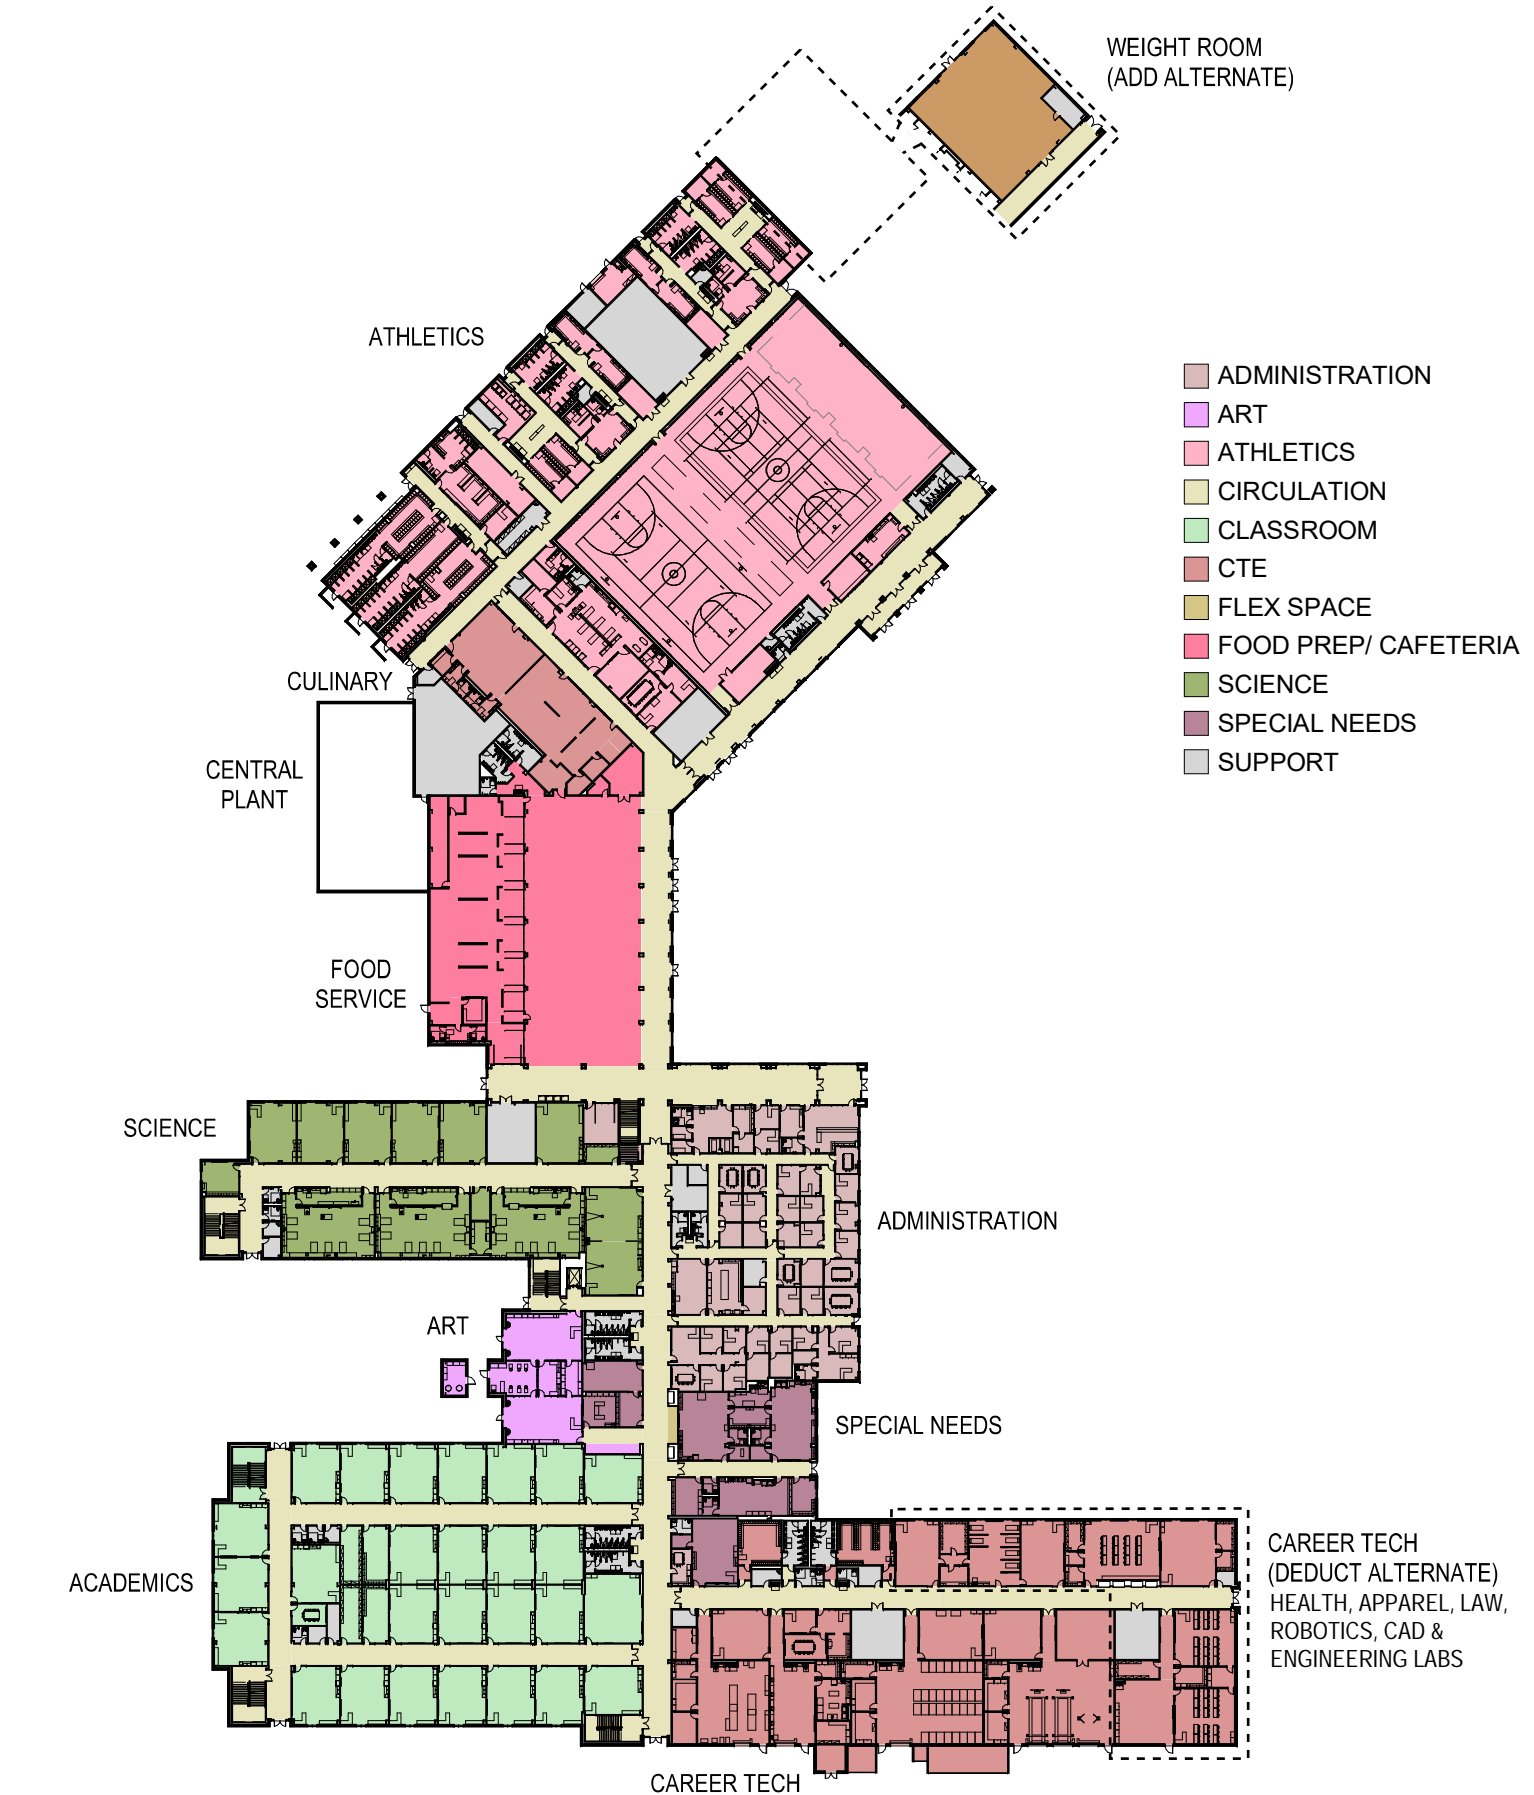 WEIGHT ROOM
(ADD ALTERNATE)
ATHLETICS
ADMINISTRATION
ART
ATHLETICS
CIRCULATION
CLASSROOM
CTE
FLEX SPACE
FOOD PREP/ CAFETERIA
SCIENCE
SPECIAL NEEDS
SUPPORT
CULINARY
CENTRAL
PLANT
FOOD
SERVICE
SCIENCE
ADMINISTRATION
ART
SPECIAL NEEDS
ACADEMICS
CAREER TECH
(DEDUCT ALTERNATE)
HEALTH, APPAREL, LAW,
ROBOTICS, CAD &
ENGINEERING LABS
CAREER TECH